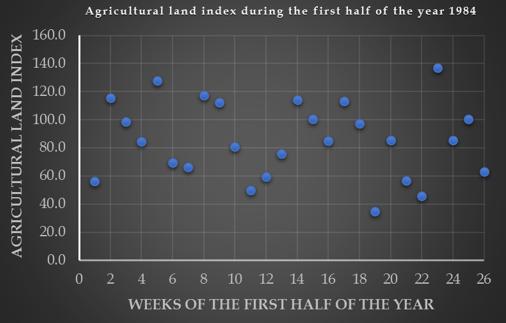 Agricultural land index during the first half of the year 1984
160.0
140.0
120.0
100.0
80.0
60.0
40.0
20.0
0.0
AGRICULTURAL LAND INDEX
0 2 4 6 8 10 12 14 16 18 20 22 24 26
WEEKS OF THE FIRST HALF OF THE YEAR